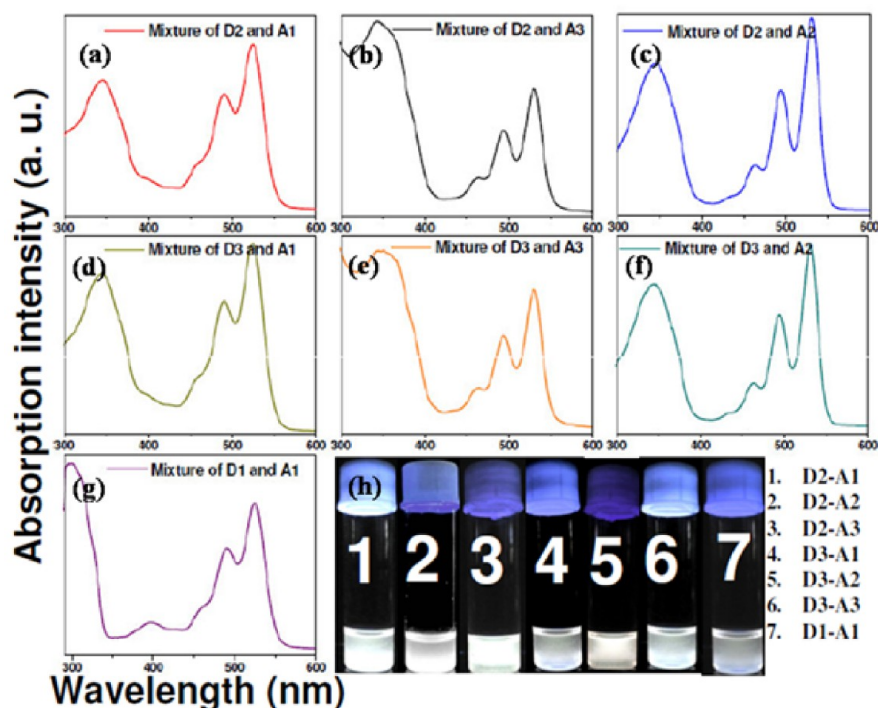 Absorption intensity (a. u.)
(a) Mixture of D2 and A1
(b) Mixture of D2 and A3
(c) Mixture of D2 and A2
300 400 500 600
300 400 500 600
300 400 500 600
(d) Mixture of D3 and A1
(e) Mixture of D3 and A3
(f) Mixture of D3 and A2
300 400 500 600
300 400 500 600
300 400 500 600
(g) Mixture of D1 and A1
300 400 500 600
Wavelength (nm)
(h)
1 2 3 4 5 6 7
1. D2-A1
2. D2-A2
3. D2-A3
4. D3-A1
5. D3-A2
6. D3-A3
7. D1-A1